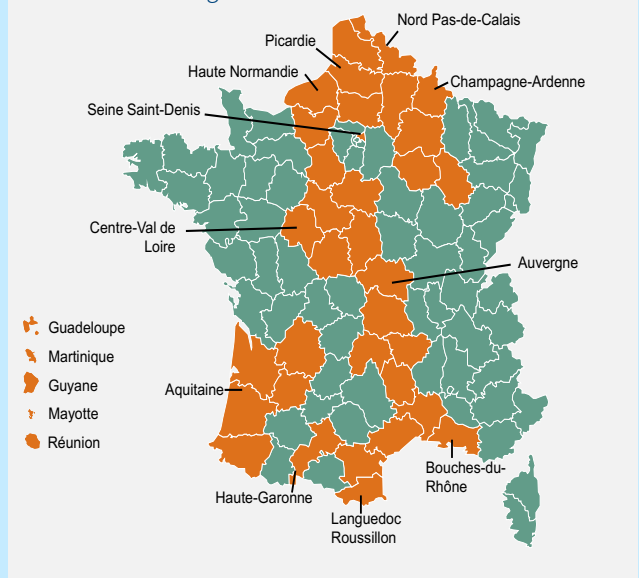 Nord Pas-de-Calais
Picardie
Haute Normandie
Champagne-Ardenne
Seine Saint-Denis
Centre-Val de
Loire
Auvergne
Guadeloupe
Martinique
Guyane
Mayotte
Réunion
Aquitaine
Bouches-du-
Rhône
Haute-Garonne
Languedoc
Roussillon